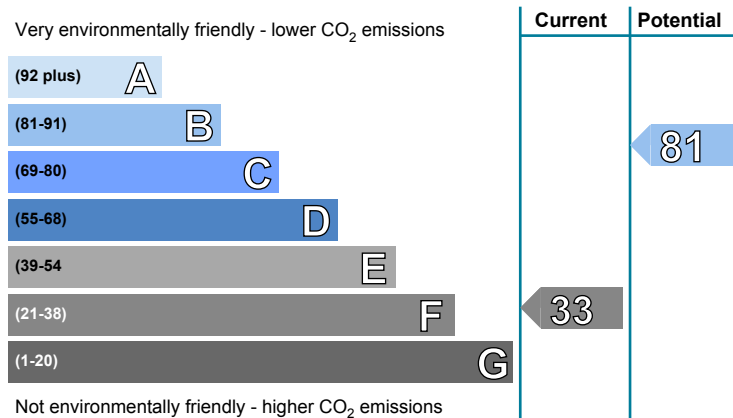 Very environmentally friendly - lower CO2 emissions
Current
Potential
(92 plus) A
(81-91) B
81
(69-80) C
(55-68) D
(39-54 E
(21-38) F
33
(1-20) G
Not environmentally friendly - higher CO2 emissions